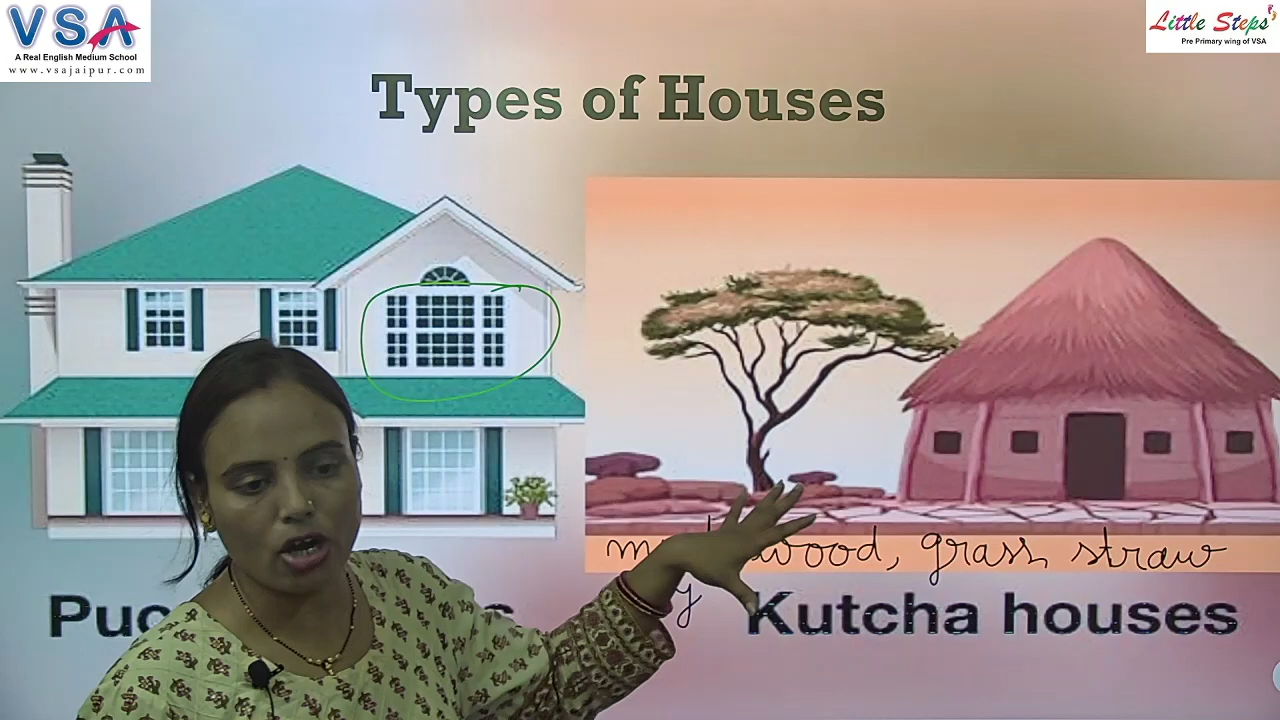 VSA
A Real English Medium School
www.vsajaipur.com
Little Steps
Pre Primary wing of VSA
Types of Houses
wood, grass straw
Kutcha houses